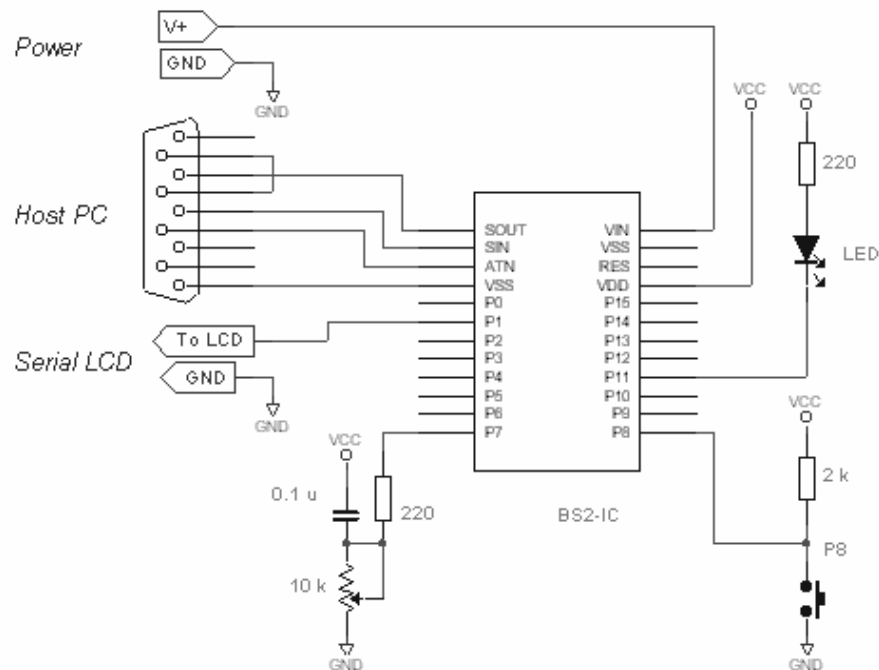 Power
V+
GND
GND
Host PC
Serial LCD
To LCD
GND
GND
SOUT
SIN
ATN
VSS
P0
P1
P2
P3
P4
P5
P6
P7
VIN
VSS
RES
VDD
P15
P14
P13
P12
P11
P10
P9
P8
BS2-IC
VCC
VCC
220
LED
VCC
2 k
P8
GND
VCC
0.1 u
220
10 k
GND